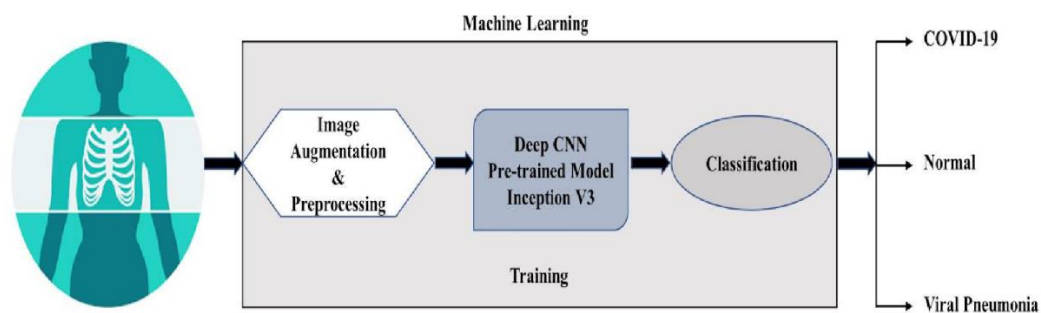 Machine Learning
Image
Augmentation
&
Preprocessing
Deep CNN
Pre-trained Model
Inception V3
Classification
Training
COVID-19
Normal
Viral Pneumonia